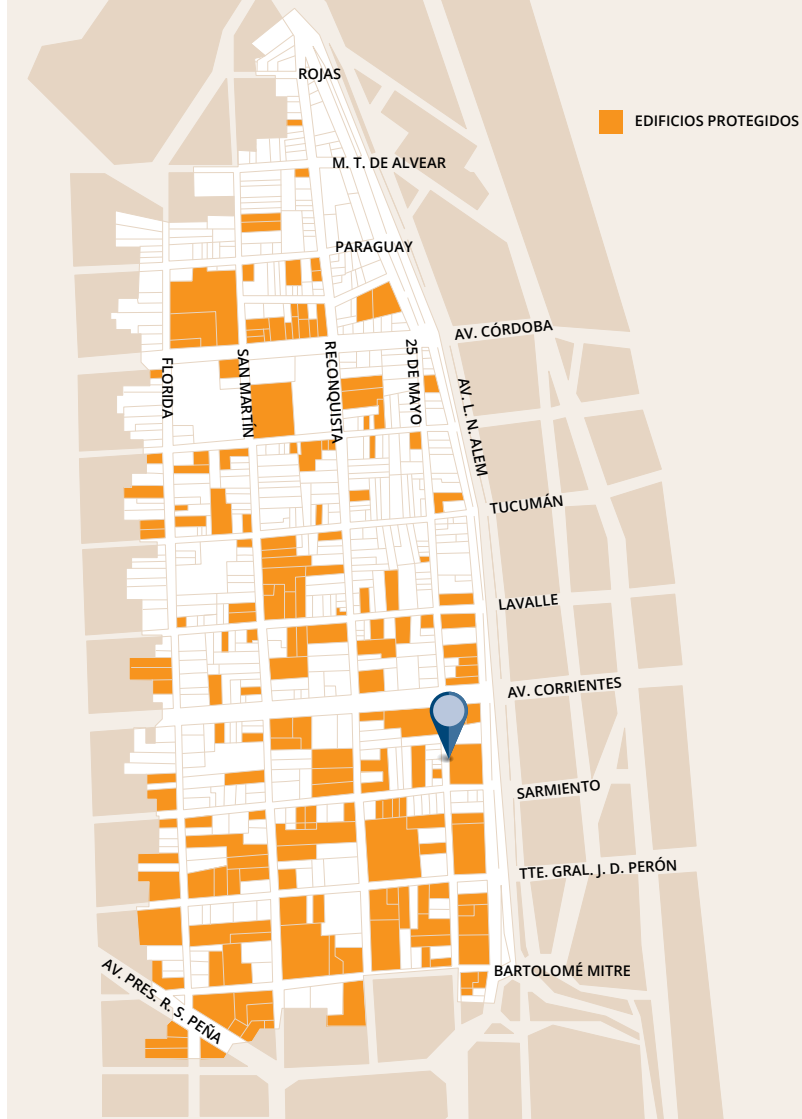 ROJAS
EDIFICIOS PROTEGIDOS
M. T. DE ALVEAR
PARAGUAY
AV. CÓRDOBA
FLORIDA
SAN MARTÍN
RECONQUISTA
25 DE MAYO
AV. L. N. ALEM
TUCUMÁN
LAVALLE
AV. CORRIENTES
SARMIENTO
TTE. GRAL. J. D. PERÓN
BARTOLOMÉ MITRE
AV. PRES. R. S. PEÑA